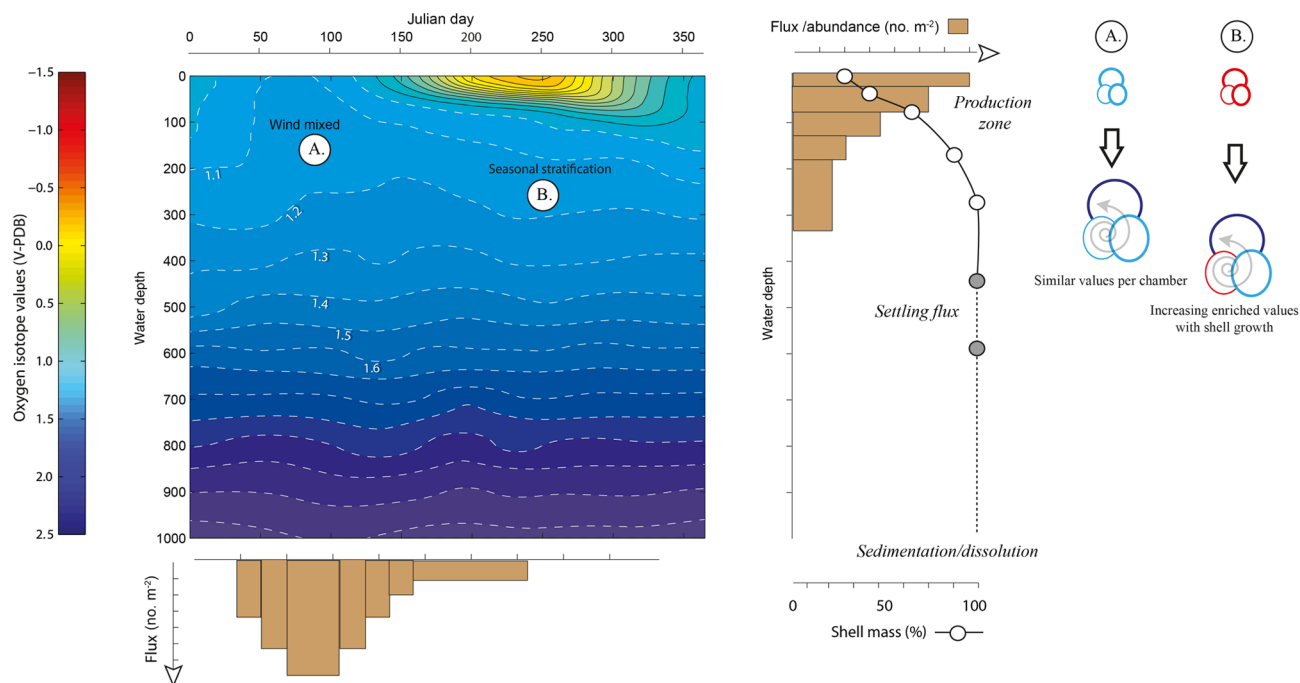 Julian day
0 50 100 150 200 250 300 350
Oxygen isotope values (V-PDB)
−1.5
−1.0
−0.5
0.0
0.5
1.0
1.5
2.0
2.5
Water depth
0
100
200
300
400
500
600
700
800
900
1000
Wind mixed
A.
Seasonal stratification
B.
1.1
1.2
1.3
1.4
1.5
1.6
Flux (no. m⁻²)
Flux /abundance (no. m⁻²)
Production
zone
Water depth
Settling flux
Sedimentation/dissolution
0 50 100
Shell mass (%)
A.
Similar values per chamber
B.
Increasing enriched values
with shell growth